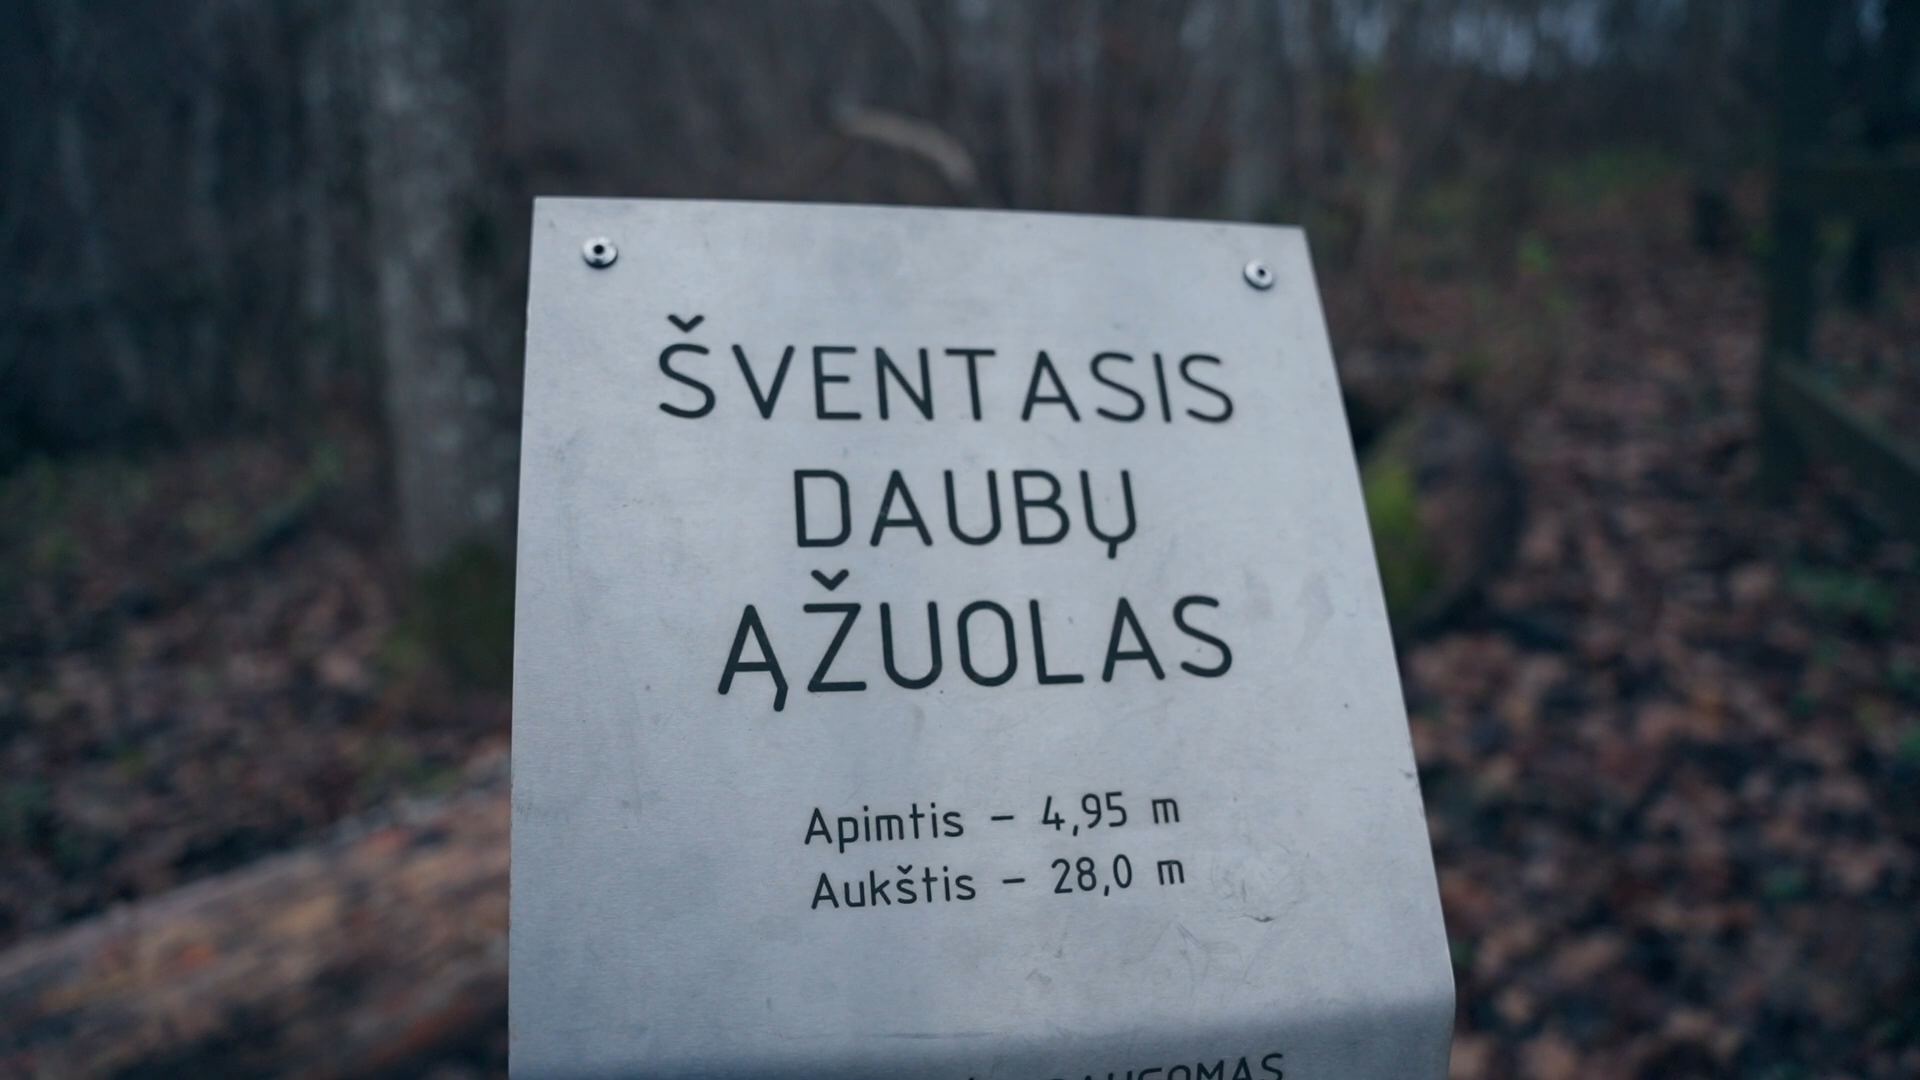 ŠVENTASIS
DAUBŲ
ĄŽUOLAS
Apimtis – 4,95 m
Aukštis – 28,0 m